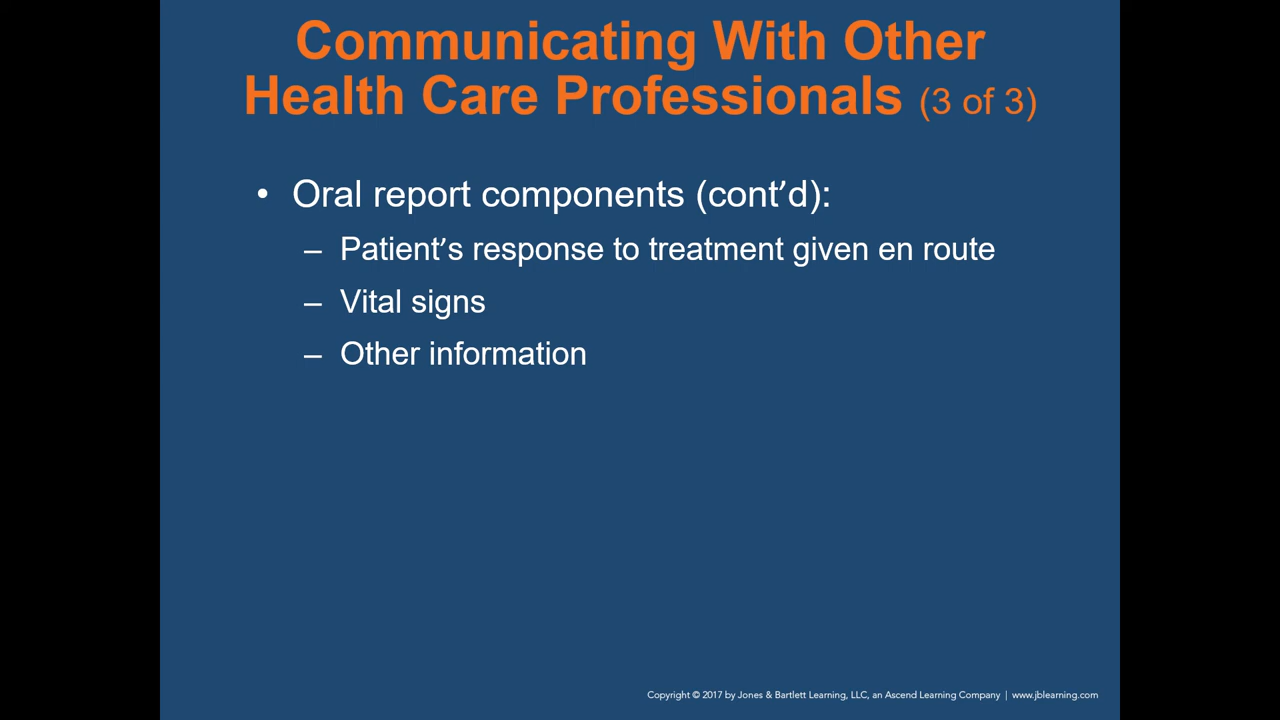 Communicating With Other
Health Care Professionals (3 of 3)
• Oral report components (cont’d):
– Patient’s response to treatment given en route
– Vital signs
– Other information
Copyright © 2017 by Jones & Bartlett Learning, LLC, an Ascend Learning Company | www.jblearning.com